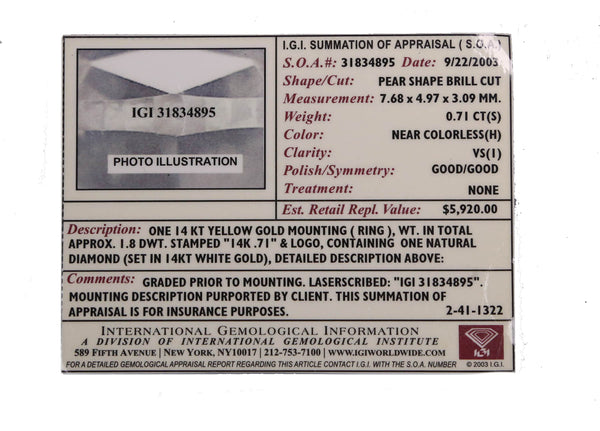 I.G.I. SUMMATION OF APPRAISAL ( S.O.A.)
S.O.A.#: 31834895 Date: 9/22/2003
Shape/Cut: PEAR SHAPE BRILL CUT
Measurement: 7.68 x 4.97 x 3.09 MM.
Weight: 0.71 CT(S)
Color: NEAR COLORLESS(H)
Clarity: VS(1)
Polish/Symmetry: GOOD/GOOD
Treatment: NONE
Est. Retail Repl. Value: $5,920.00
IGI 31834895
PHOTO ILLUSTRATION
Description: ONE 14 KT YELLOW GOLD MOUNTING ( RING ), WT. IN TOTAL
APPROX. 1.8 DWT. STAMPED "14K .71" & LOGO, CONTAINING ONE NATURAL
DIAMOND (SET IN 14KT WHITE GOLD), DETAILED DESCRIPTION ABOVE:
Comments: GRADED PRIOR TO MOUNTING. LASERSCRIBED: "IGI 31834895".
MOUNTING DESCRIPTION PURPORTED BY CLIENT. THIS SUMMATION OF
APPRAISAL IS FOR INSURANCE PURPOSES. 2-41-1322
INTERNATIONAL GEMOLOGICAL INFORMATION
A DIVISION OF INTERNATIONAL GEMOLOGICAL INSTITUTE
589 FIFTH AVENUE | NEW YORK, NY10017 | 212-753-7100 | WWW.IGIWORLDWIDE.COM
FOR A DETAILED GEMOLOGICAL APPRAISAL REPORT REGARDING THIS ARTICLE CONTACT I.G.I. WITH THE S.O.A. NUMBER
IGI
© 2003 I.G.I.